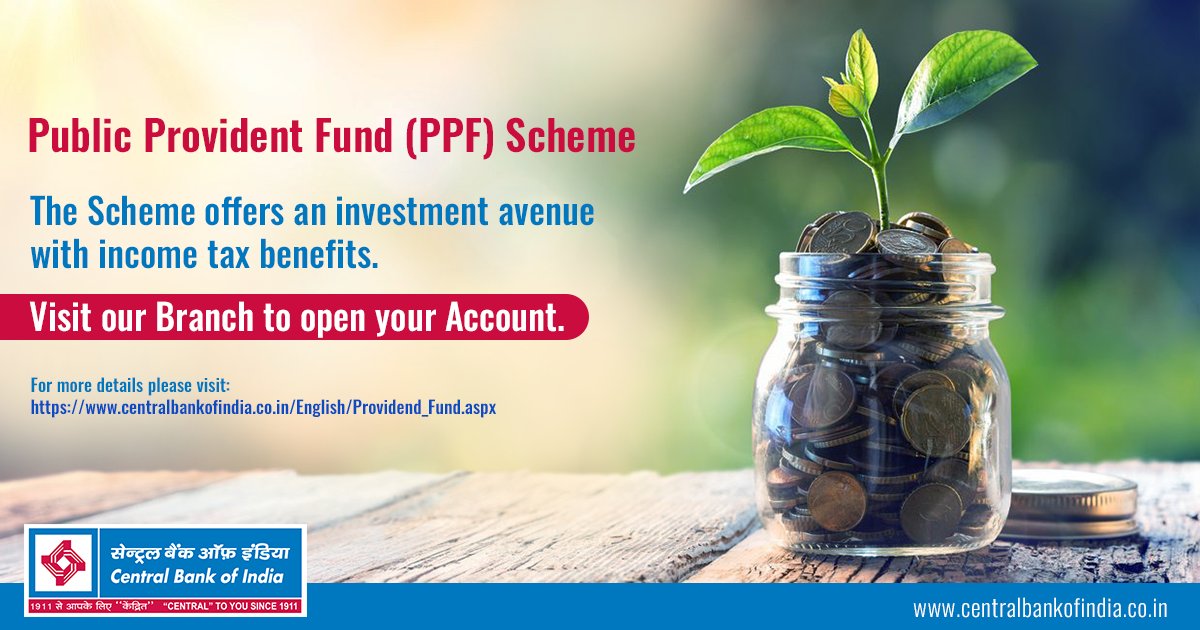 Public Provident Fund (PPF) Scheme
The Scheme offers an investment avenue
with income tax benefits.
Visit our Branch to open your Account.
For more details please visit:
https://www.centralbankofindia.co.in/English/Providend_Fund.aspx
सेन्ट्रल बैंक ऑफ़ इंडिया
Central Bank of India
1911 से आपके लिए "केंद्रित" "CENTRAL" TO YOU SINCE 1911
www.centralbankofindia.co.in